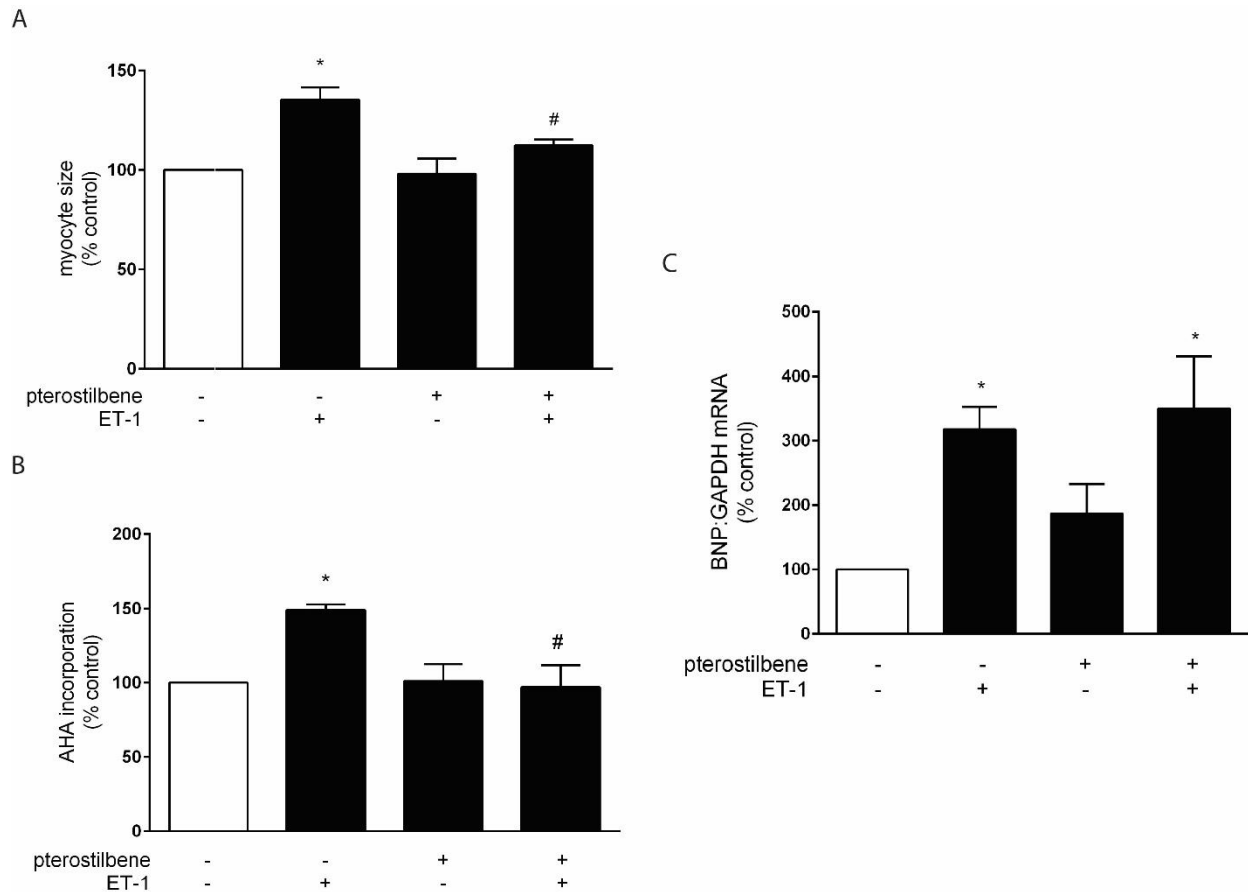 A
myocyte size
(% control)
150
100
50
0
*
#
pterostilbene - - + +
ET-1 - + - +
B
AHA incorporation
(% control)
200
150
100
50
0
*
#
pterostilbene - - + +
ET-1 - + - +
C
BNP:GAPDH mRNA
(% control)
500
400
300
200
100
0
*
*
pterostilbene - - + +
ET-1 - + - +